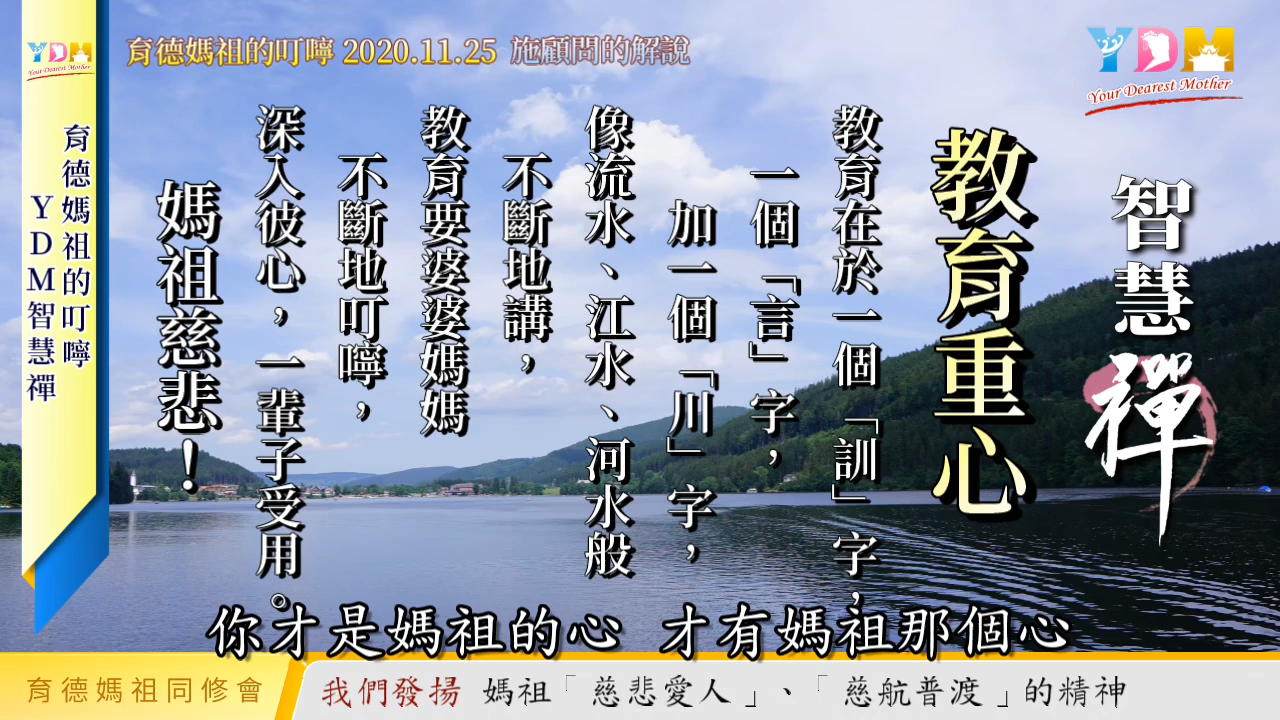 育德媽祖的叮嚀 2020.11.25 施顧問的解說
YDM
Your Dearest Mother
YDM
Your Dearest Mother
育德媽祖的叮嚀
YDM智慧禪
智慧禪
教育重心
教育在於一個「訓」字，
一個「言」字，
加一個「川」字，
像流水、江水、河水般
不斷地講，
教育要婆婆媽媽
不斷地叮嚀，
深入彼心，一輩子受用。
媽祖慈悲！
你才是媽祖的心 才有媽祖那個心
育德媽祖同修會
我們發揚 媽祖「慈悲愛人」、「慈航普渡」的精神